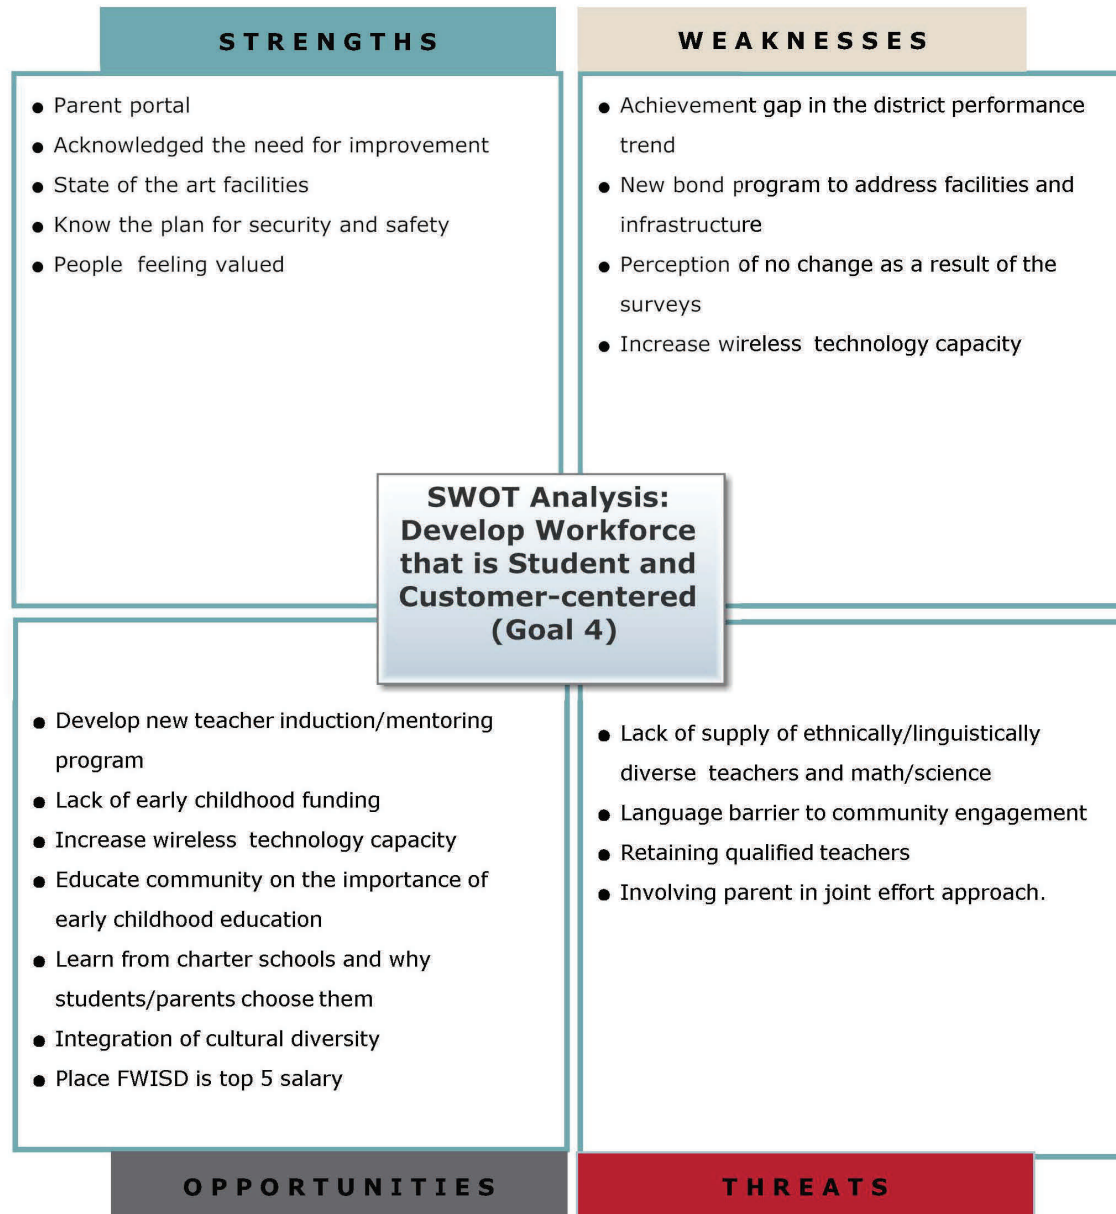 STRENGTHS
Parent portal
Acknowledged the need for improvement
State of the art facilities
Know the plan for security and safety
People feeling valued
WEAKNESSES
Achievement gap in the district performance
trend
New bond program to address facilities and
infrastructure
Perception of no change as a result of the
surveys
Increase wireless technology capacity
SWOT Analysis:
Develop Workforce
that is Student and
Customer-centered
(Goal 4)
Develop new teacher induction/mentoring
program
Lack of early childhood funding
Increase wireless technology capacity
Educate community on the importance of
early childhood education
Learn from charter schools and why
students/parents choose them
Integration of cultural diversity
Place FWISD is top 5 salary
OPPORTUNITIES
Lack of supply of ethnically/linguistically
diverse teachers and math/science
Language barrier to community engagement
Retaining qualified teachers
Involving parent in joint effort approach.
THREATS